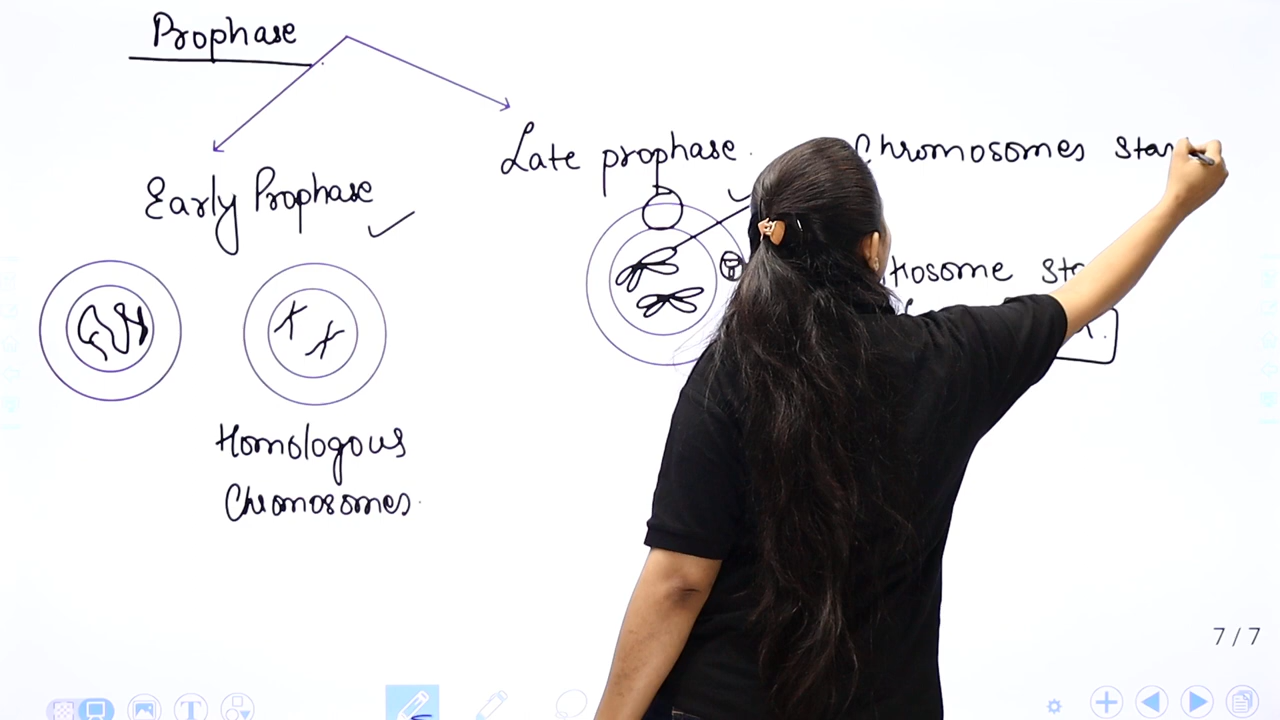 Prophase
Early Prophase
Homologous
Chromosomes.
Late prophase.
Chromosomes
7 / 7